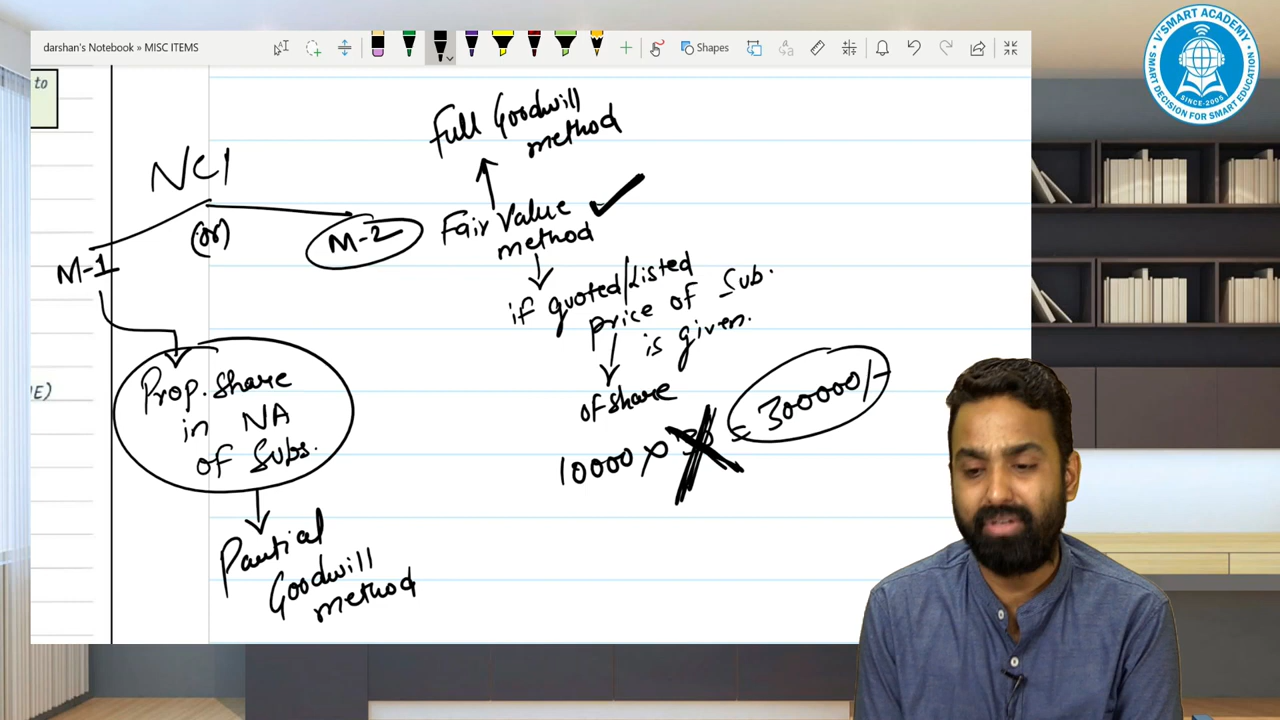 darshan's Notebook » MISC ITEMS
Shapes
to
E)
NCI
(or)
M-1
M-2
Prop. Share
in NA
of Subs.
Partial
Goodwill
method
Full Goodwill
method
Fair Value
method
if quoted/listed
price of Sub.
is given.
of share
10000 x 30 = 300000/-
V'SMART ACADEMY
SINCE-2005
SMART DECISION FOR SMART EDUCATION